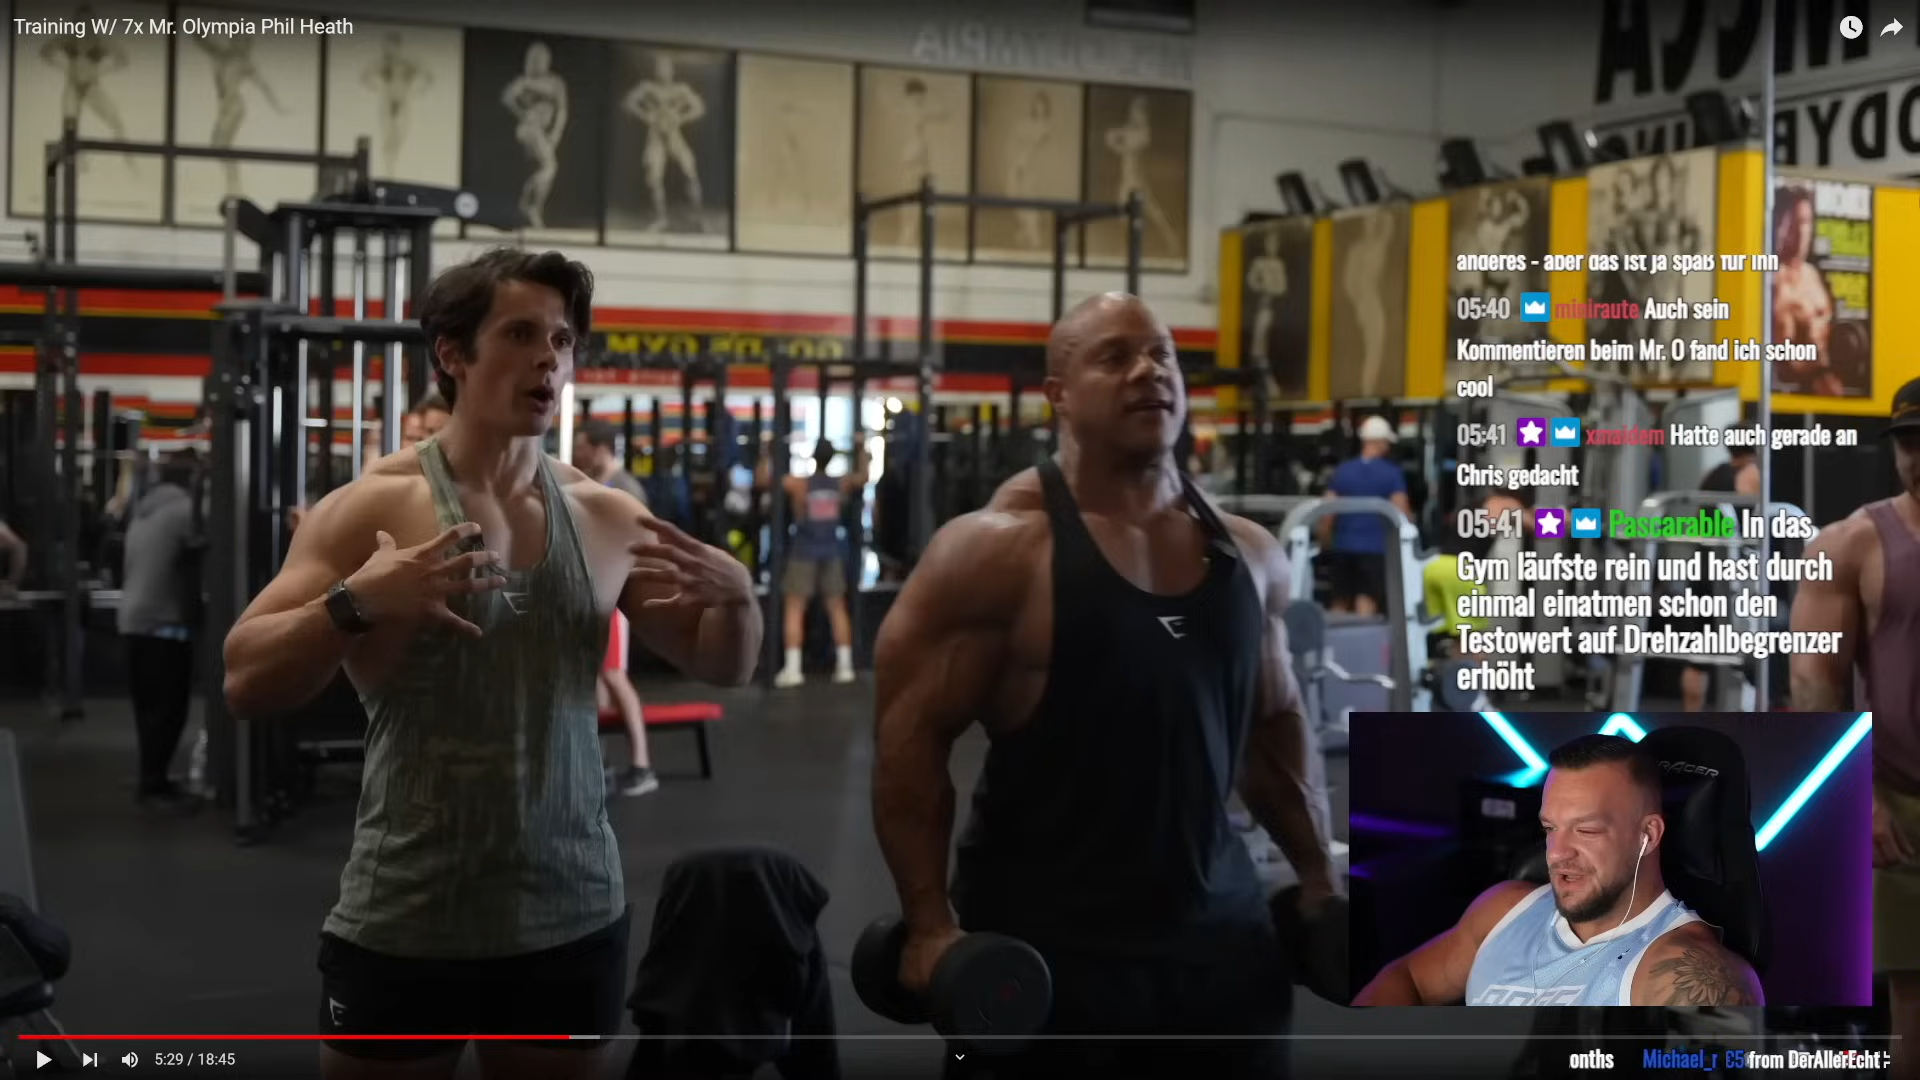 Training W/ 7x Mr. Olympia Phil Heath
anderes - aber das ist ja spaß für ihn
05:40 miniraute Auch sein
Kommentieren beim Mr. O fand ich schon
cool
05:41 Hatte auch gerade an
Chris gedacht
05:41 Pascarable In das
Gym läufste rein und hast durch
einmal einatmen schon den
Testowert auf Drehzahlbegrenzer
erhöht
5:29 / 18:45
onths Michael_r from DerAllerEcht